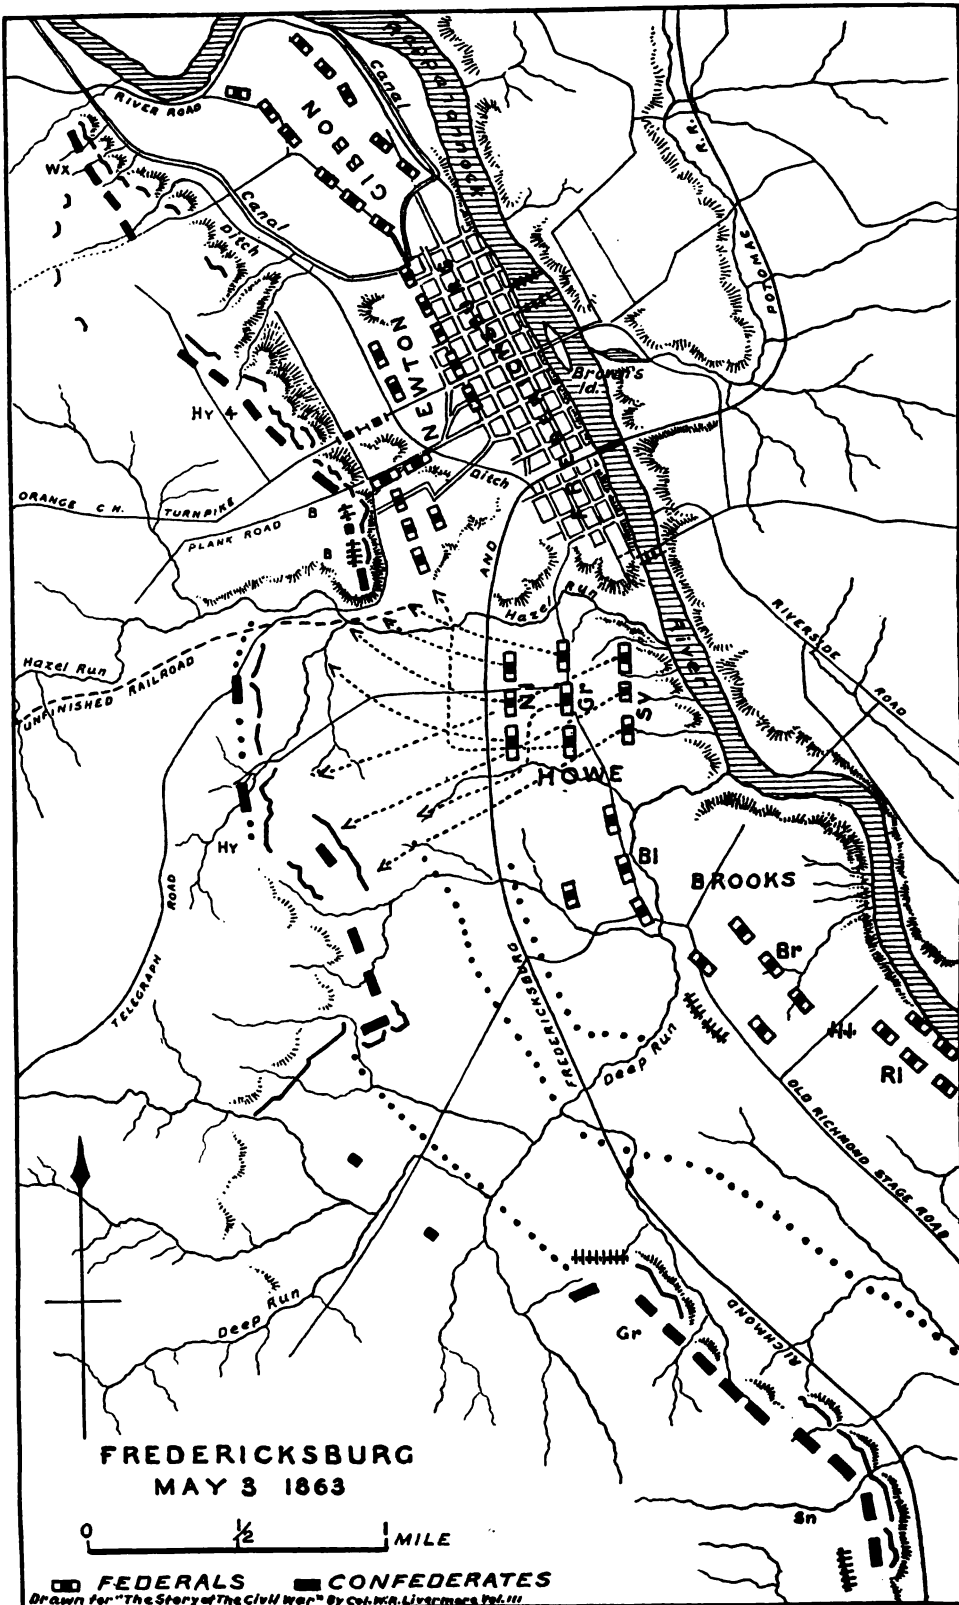 Rappahannock
Canal
RIVER ROAD
GIBBON
R.R.
Wx
Canal
Ditch
POTOMAC
FREDERICKSBURG
NEWTON
Brown's
Id.
Hy 4
Ditch
ORANGE C.H. TURNPIKE
B
PLANK ROAD
B
AND
Hazel Run
River
RIVERSIDE
ROAD
Hazel Run
UNFINISHED RAILROAD
Nl
Gr
Sy
HOWE
Hy
Bl
BROOKS
ROAD
Br
TELEGRAPH
FREDERICKSBURG
Deep Run
Rl
OLD RICHMOND STAGE ROAD
Deep Run
Gr
RICHMOND
Sn
FREDERICKSBURG
MAY 3 1863
0 1/2 1 MILE
FEDERALS CONFEDERATES
Drawn for "The Story of The Civil War" By Col. W.R. Livermore Vol. III